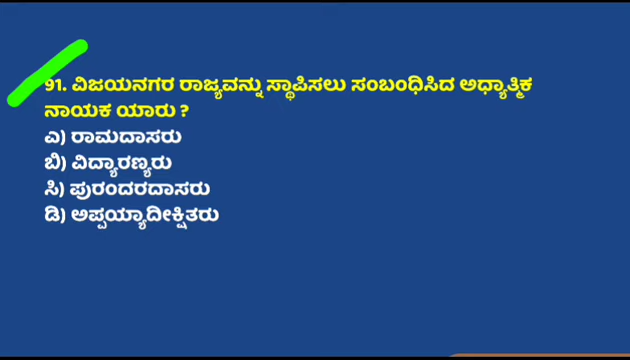 91. ವಿಜಯನಗರ ರಾಜ್ಯವನ್ನು ಸ್ಥಾಪಿಸಲು ಸಂಬಂಧಿಸಿದ ಅಧ್ಯಾತ್ಮಿಕ
ನಾಯಕ ಯಾರು ?
ಎ) ರಾಮದಾಸರು
ಬಿ) ವಿದ್ಯಾರಣ್ಯರು
ಸಿ) ಪುರಂದರದಾಸರು
ಡಿ) ಅಪ್ಪಯ್ಯಾದೀಕ್ಷಿತರು